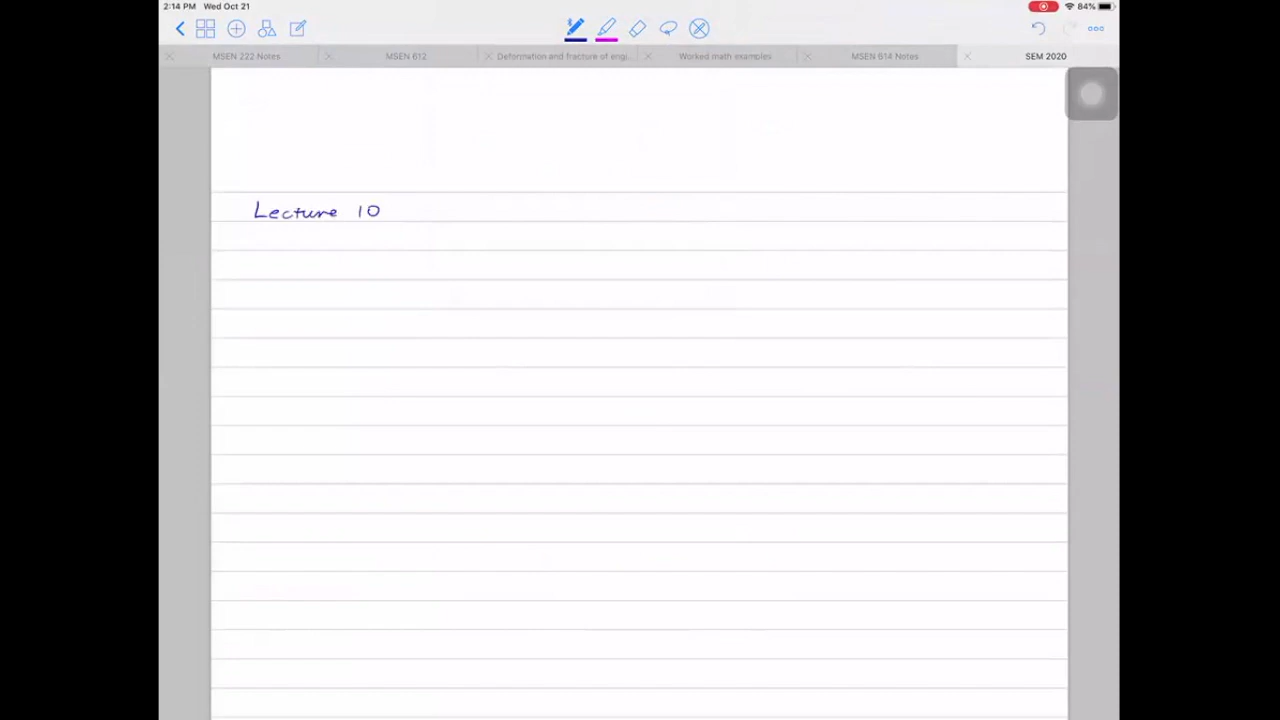 2:14 PM Wed Oct 21
84%
MSEN 222 Notes
MSEN 612
Deformation and fracture of engi...
Worked math examples
MSEN 614 Notes
SEM 2020
Lecture 10